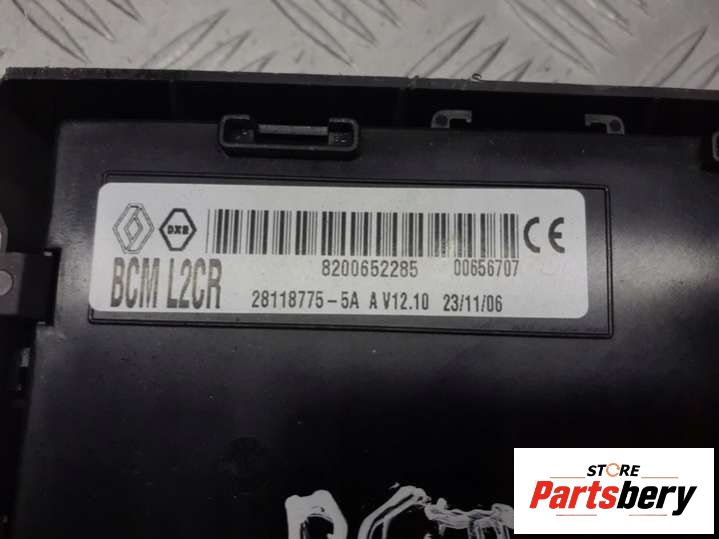 DXB
8200652285 00656707
BCM L2CR 28118775-5A A V12.10 23/11/06
CE
STORE
Partsbery